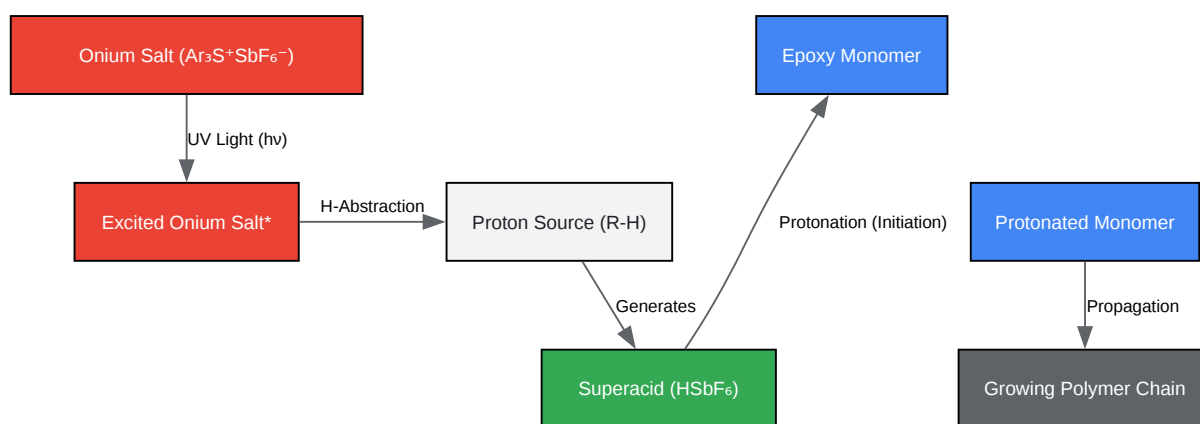 Onium Salt (Ar₃S⁺SbF₆⁻)
Epoxy Monomer
UV Light (hν)
Excited Onium Salt*
H-Abstraction
Proton Source (R-H)
Protonation (Initiation)
Protonated Monomer
Generates
Propagation
Superacid (HSbF₆)
Growing Polymer Chain